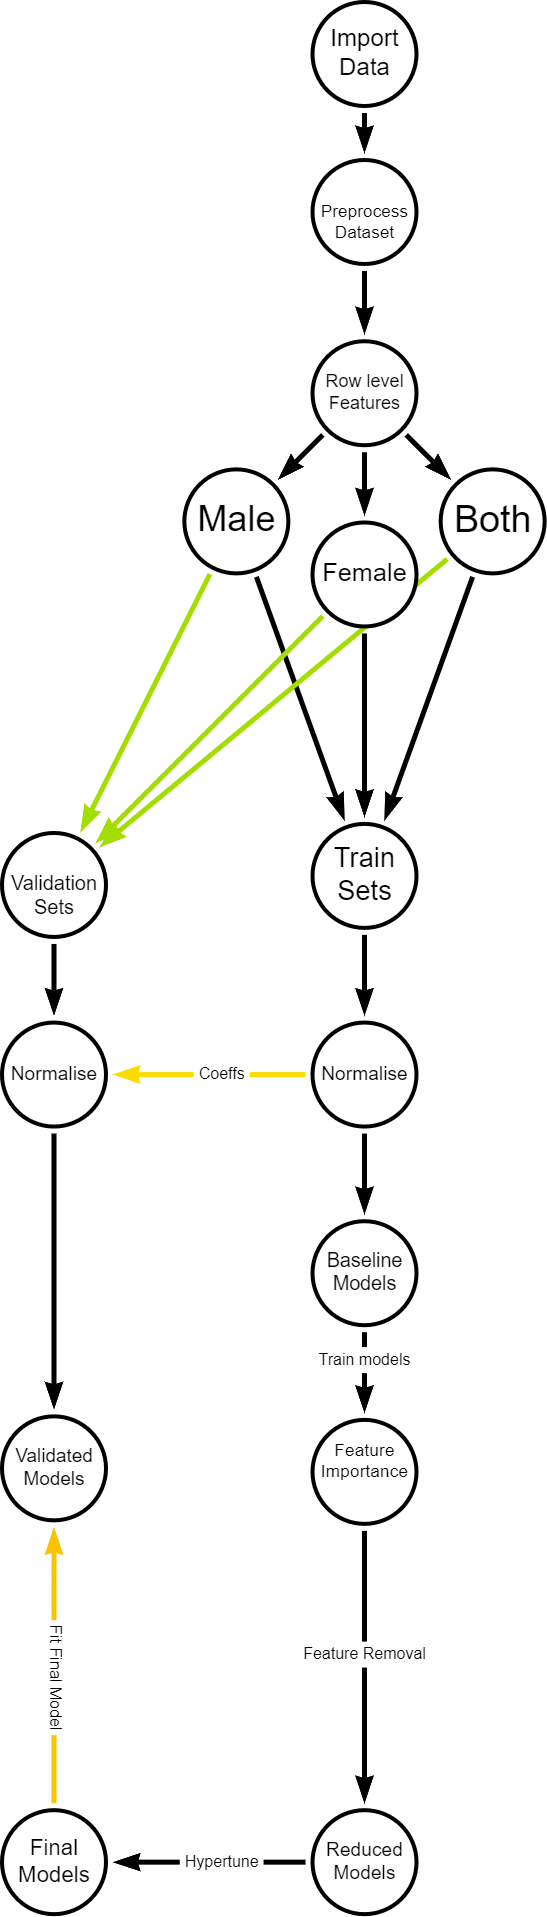 Import
Data
Preprocess
Dataset
Row level
Features
Male
Female
Both
Validation
Sets
Train
Sets
Normalise
Coeffs
Normalise
Baseline
Models
Train models
Validated
Models
Feature
Importance
Fit Final Model
Feature Removal
Final
Models
Hypertune
Reduced
Models